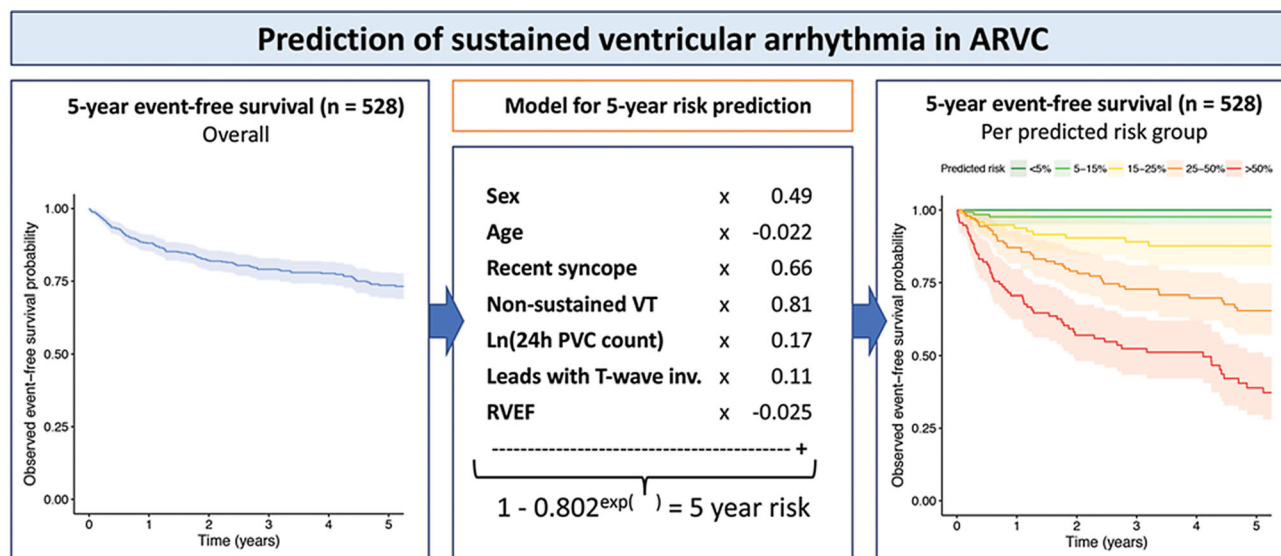 Prediction of sustained ventricular arrhythmia in ARVC
5-year event-free survival (n = 528)
Overall
Observed event-free survival probability
1.00
0.75
0.50
0.25
0.00
0 1 2 3 4 5
Time (years)
Model for 5-year risk prediction
Sex x 0.49
Age x -0.022
Recent syncope x 0.66
Non-sustained VT x 0.81
Ln(24h PVC count) x 0.17
Leads with T-wave inv. x 0.11
RVEF x -0.025
------------------------------------------ +
1 - 0.802exp( ) = 5 year risk
5-year event-free survival (n = 528)
Per predicted risk group
Predicted risk <5% 5-15% 15-25% 25-50% >50%
Observed event-free survival probability
1.00
0.75
0.50
0.25
0.00
0 1 2 3 4 5
Time (years)